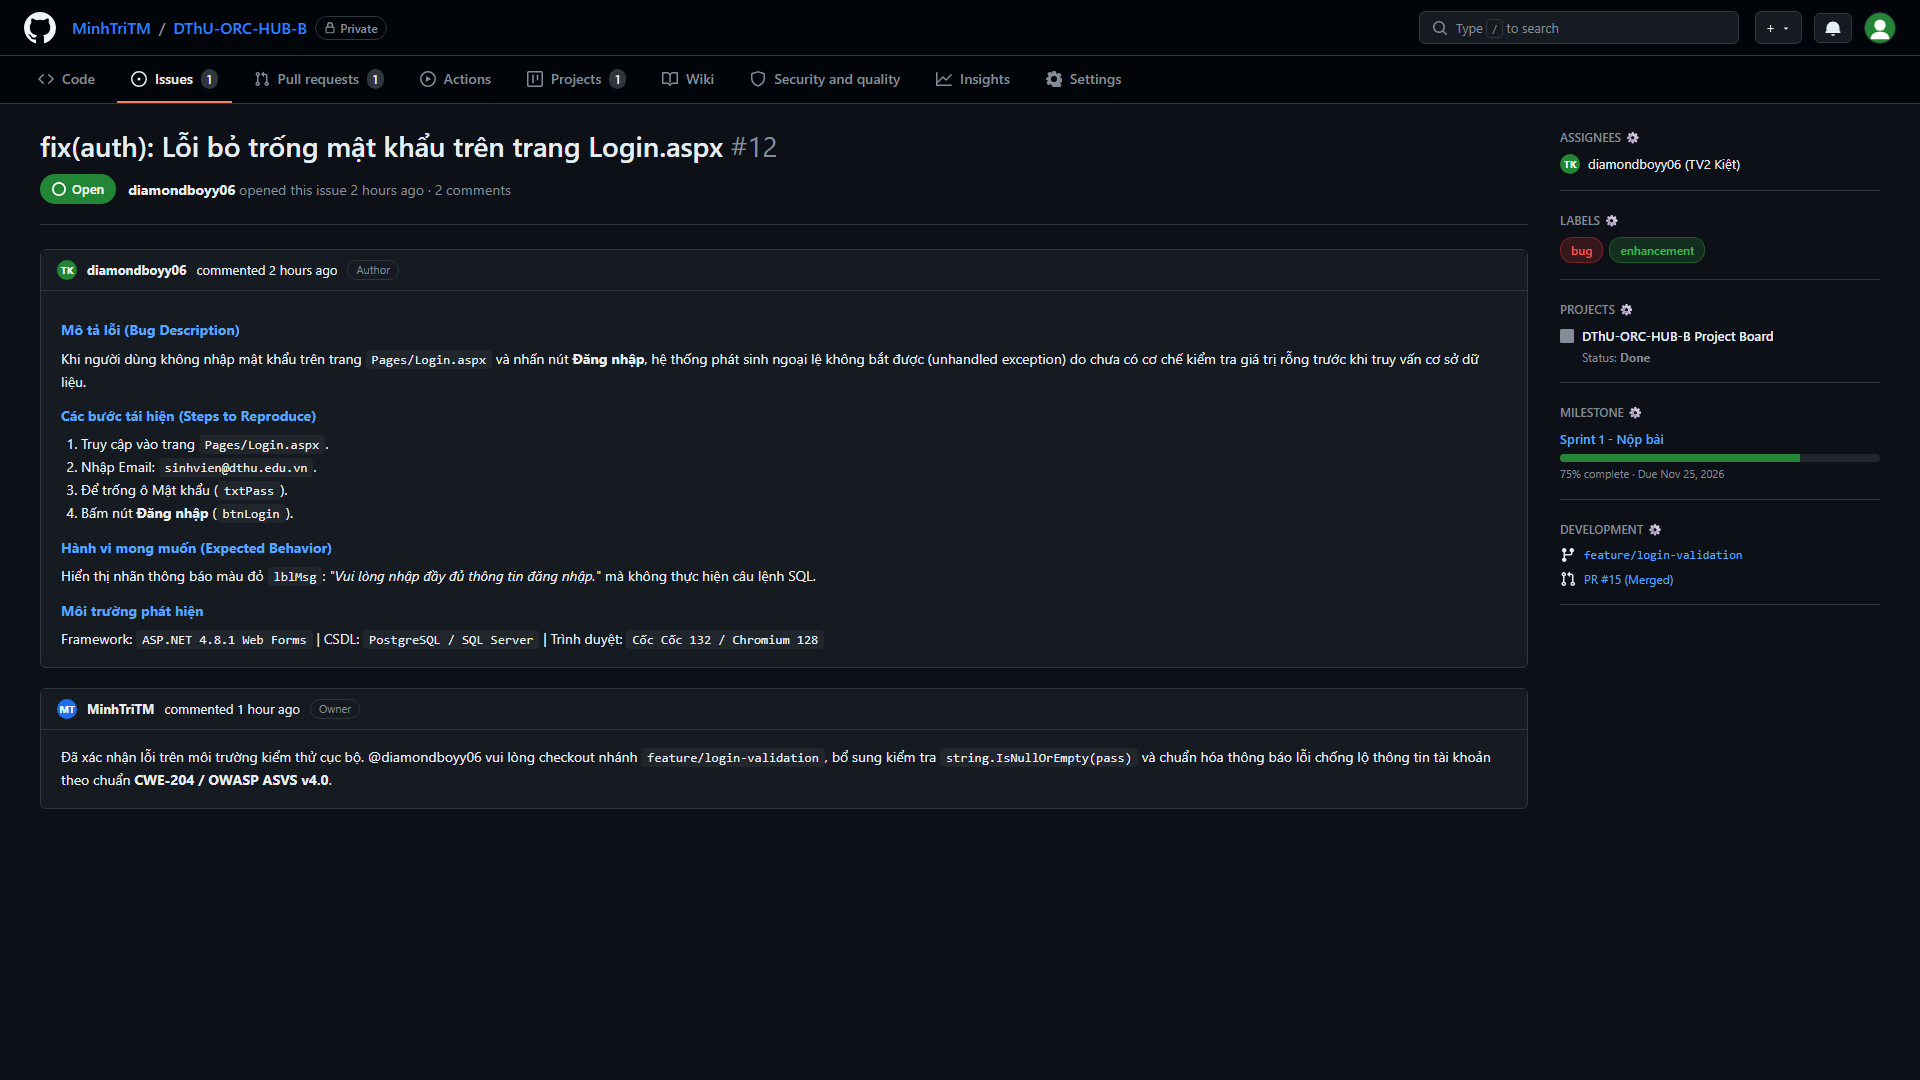 MinhTriTM / DThU-ORC-HUB-B Private
Type / to search
+
Code
Issues 1
Pull requests 1
Actions
Projects 1
Wiki
Security and quality
Insights
Settings
fix(auth): Lỗi bỏ trống mật khẩu trên trang Login.aspx #12
Open diamondboyy06 opened this issue 2 hours ago · 2 comments
TK diamondboyy06 commented 2 hours ago Author
Mô tả lỗi (Bug Description)
Khi người dùng không nhập mật khẩu trên trang Pages/Login.aspx và nhấn nút Đăng nhập, hệ thống phát sinh ngoại lệ không bắt được (unhandled exception) do chưa có cơ chế kiểm tra giá trị rỗng trước khi truy vấn cơ sở dữ
liệu.
Các bước tái hiện (Steps to Reproduce)
1. Truy cập vào trang Pages/Login.aspx.
2. Nhập Email: sinhvien@dthu.edu.vn.
3. Để trống ô Mật khẩu (txtPass).
4. Bấm nút Đăng nhập (btnLogin).
Hành vi mong muốn (Expected Behavior)
Hiển thị nhãn thông báo màu đỏ lblMsg: "Vui lòng nhập đầy đủ thông tin đăng nhập." mà không thực hiện câu lệnh SQL.
Môi trường phát hiện
Framework: ASP.NET 4.8.1 Web Forms | CSDL: PostgreSQL / SQL Server | Trình duyệt: Cốc Cốc 132 / Chromium 128
MT MinhTriTM commented 1 hour ago Owner
Đã xác nhận lỗi trên môi trường kiểm thử cục bộ. @diamondboyy06 vui lòng checkout nhánh feature/login-validation, bổ sung kiểm tra string.IsNullOrEmpty(pass) và chuẩn hóa thông báo lỗi chống lộ thông tin tài khoản
theo chuẩn CWE-204 / OWASP ASVS v4.0.
ASSIGNEES
TK diamondboyy06 (TV2 Kiệt)
LABELS
bug enhancement
PROJECTS
DThU-ORC-HUB-B Project Board
Status: Done
MILESTONE
Sprint 1 - Nộp bài
75% complete · Due Nov 25, 2026
DEVELOPMENT
feature/login-validation
PR #15 (Merged)